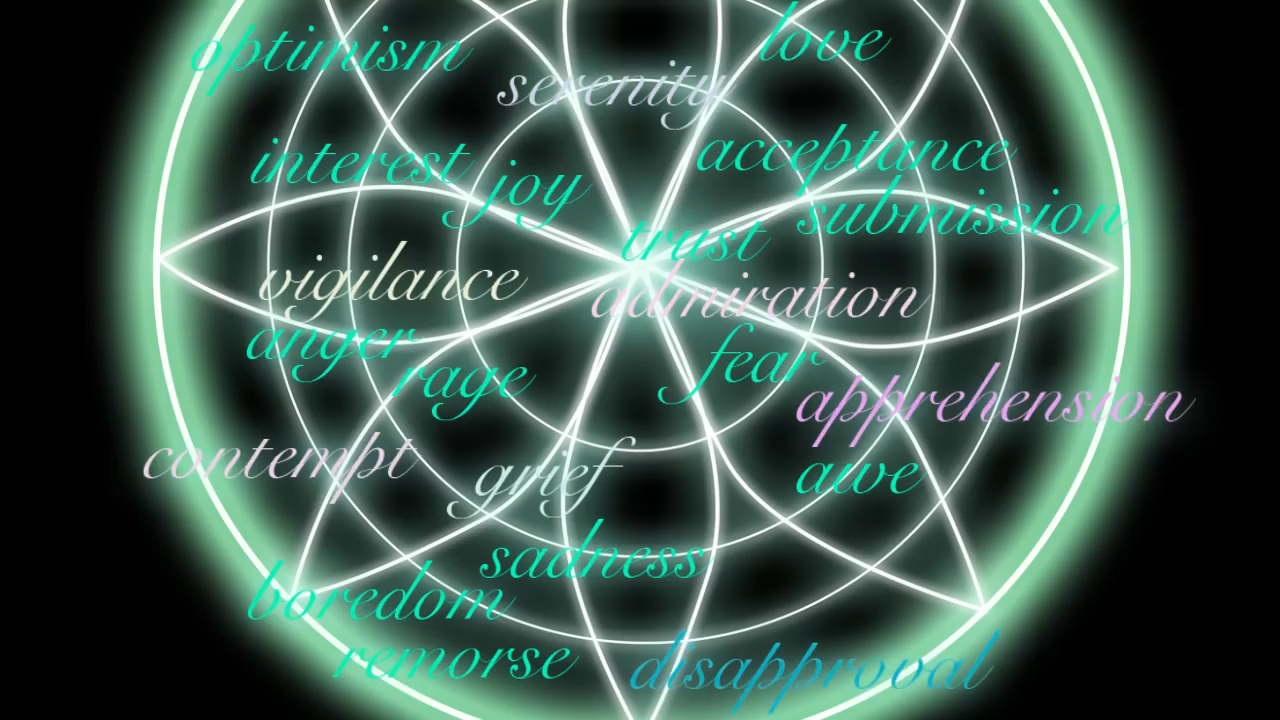 optimism
love
serenity
interest
joy
acceptance
submission
trust
vigilance
admiration
anger
rage
fear
apprehension
contempt
grief
awe
sadness
boredom
remorse
disapproval